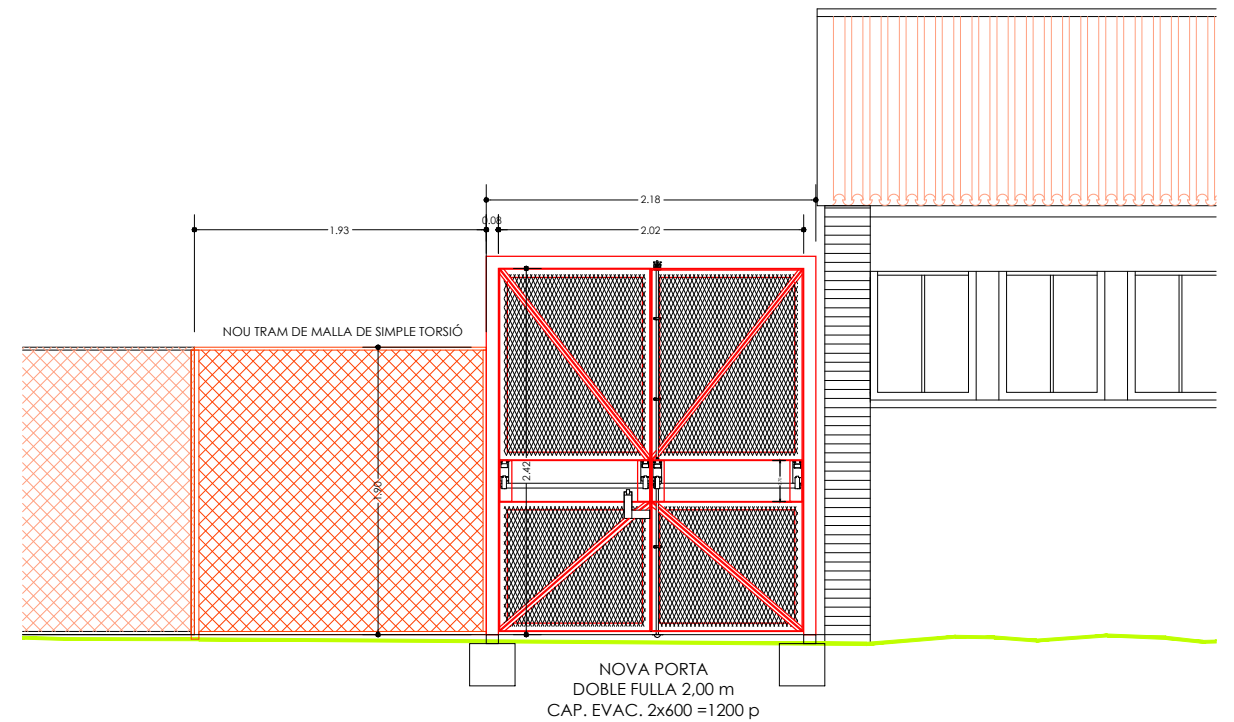 2.18
0.08
1.93
2.02
NOU TRAM DE MALLA DE SIMPLE TORSIÓ
2.42
1.90
NOVA PORTA
DOBLE FULLA 2,00 m
CAP. EVAC. 2x600 =1200 p